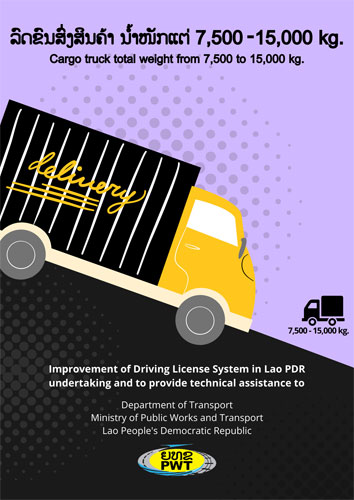 ລົດຂົນສົ່ງສິນຄ້າ ນ້ຳໜັກແຕ່ 7,500 -15,000 kg.
Cargo truck total weight from 7,500 to 15,000 kg.
delivery
7,500 - 15,000 kg.
Improvement of Driving License System in Lao PDR
undertaking and to provide technical assistance to
Department of Transport
Ministry of Public Works and Transport
Lao People's Democratic Republic
ຍທຂ
PWT